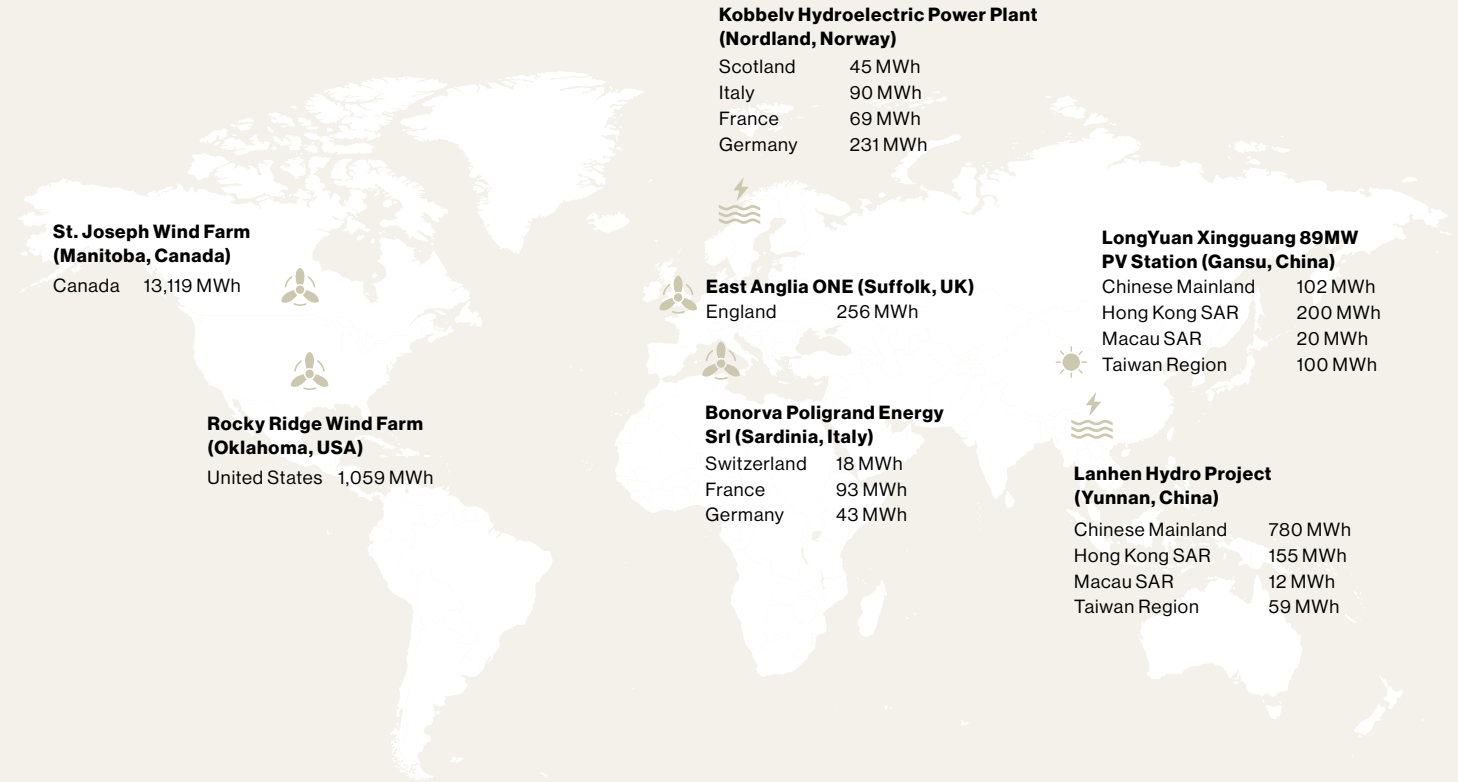 Kobbelv Hydroelectric Power Plant
(Nordland, Norway)
Scotland 45 MWh
Italy 90 MWh
France 69 MWh
Germany 231 MWh
St. Joseph Wind Farm
(Manitoba, Canada)
Canada 13,119 MWh
Rocky Ridge Wind Farm
(Oklahoma, USA)
United States 1,059 MWh
East Anglia ONE (Suffolk, UK)
England 256 MWh
Bonorva Poligrand Energy
Srl (Sardinia, Italy)
Switzerland 18 MWh
France 93 MWh
Germany 43 MWh
LongYuan Xingguang 89MW
PV Station (Gansu, China)
Chinese Mainland 102 MWh
Hong Kong SAR 200 MWh
Macau SAR 20 MWh
Taiwan Region 100 MWh
Lanhen Hydro Project
(Yunnan, China)
Chinese Mainland 780 MWh
Hong Kong SAR 155 MWh
Macau SAR 12 MWh
Taiwan Region 59 MWh